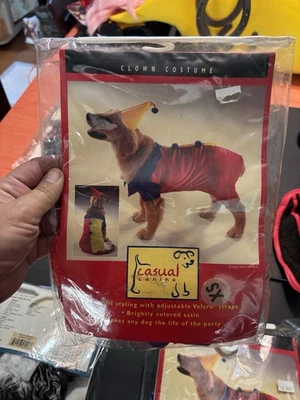 CLOWN COSTUME
casual
canine
styling with adjustable Velcro straps
• Brightly colored satin
any dog the life of the party